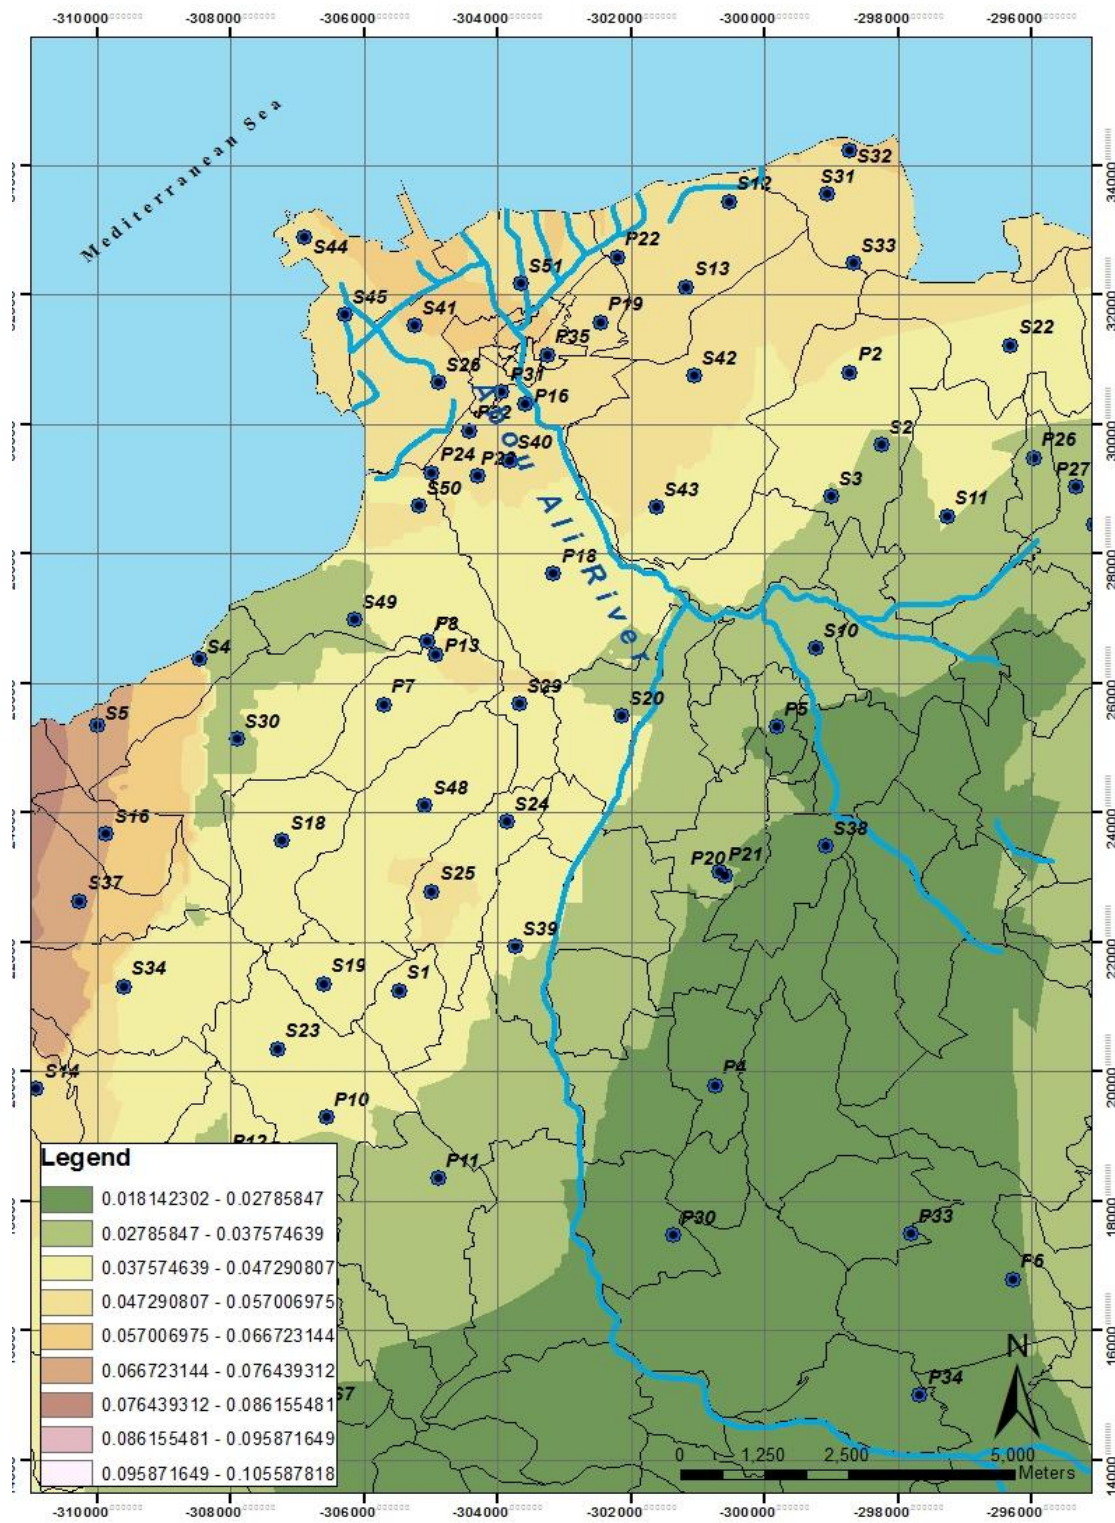 -310000 -308000 -306000 -304000 -302000 -300000 -298000 -296000
Mediterranean Sea
S32
34000
S12
S31
S44
P22
S33
S51
S13
32000
S45
S41
P19
S22
P35
S42
P2
S26
P31
P16
30000
S2
S40
P26
P24
P27
S3
S50
S43
S11
Abou Ali River
P18
28000
S49
S10
P8
S4
P13
26000
P7
S29
S20
S5
P5
S30
S48
24000
S24
S16
S18
S38
P20
P21
S37
S25
S39
22000
S34
S19
S1
S23
20000
S14
P4
P10
P12
P11
18000
P30
P33
P6
16000
P34
S7
14000
Legend
0.018142302 - 0.02785847
0.02785847 - 0.037574639
0.037574639 - 0.047290807
0.047290807 - 0.057006975
0.057006975 - 0.066723144
0.066723144 - 0.076439312
0.076439312 - 0.086155481
0.086155481 - 0.095871649
0.095871649 - 0.105587818
N
0 1,250 2,500 5,000
Meters
-310000 -308000 -306000 -304000 -302000 -300000 -298000 -296000